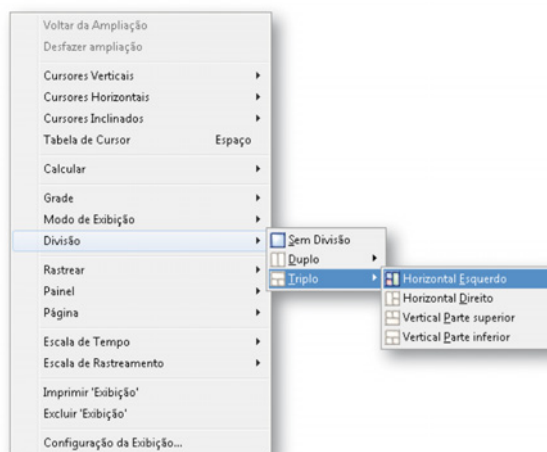 Voltar da Ampliação
Desfazer ampliação
Cursores Verticais
Cursores Horizontais
Cursores Inclinados
Tabela de Cursor Espaço
Calcular
Grade
Modo de Exibição
Divisão
Sem Divisão
Duplo
Rastrear
Triplo
Horizontal Esquerdo
Painel
Horizontal Direito
Página
Vertical Parte superior
Vertical Parte inferior
Escala de Tempo
Escala de Rastreamento
Imprimir 'Exibição'
Excluir 'Exibição'
Configuração da Exibição...